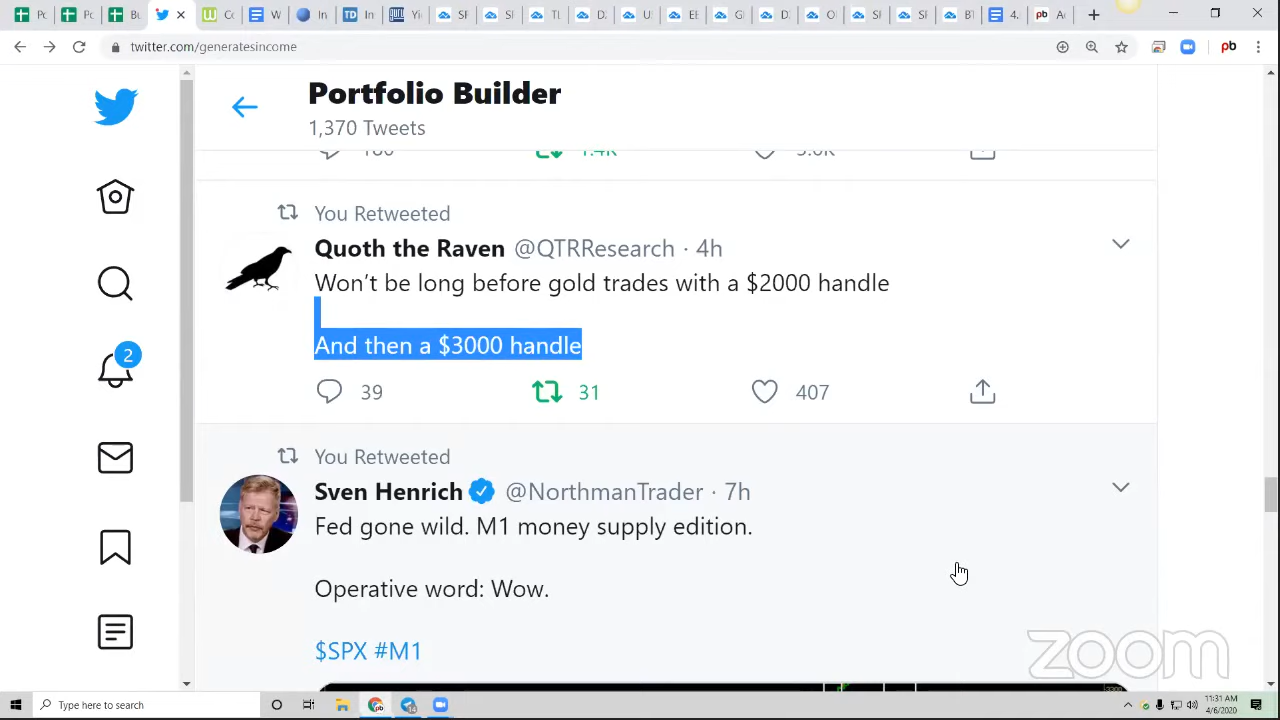 twitter.com/generatesincome
pb
Portfolio Builder
1,370 Tweets
You Retweeted
Quoth the Raven @QTRResearch · 4h
Won't be long before gold trades with a $2000 handle
And then a $3000 handle
39 31 407
2
You Retweeted
Sven Henrich @NorthmanTrader · 7h
Fed gone wild. M1 money supply edition.
Operative word: Wow.
$SPX #M1
zoom
Type here to search
11:31 AM
4/6/2020